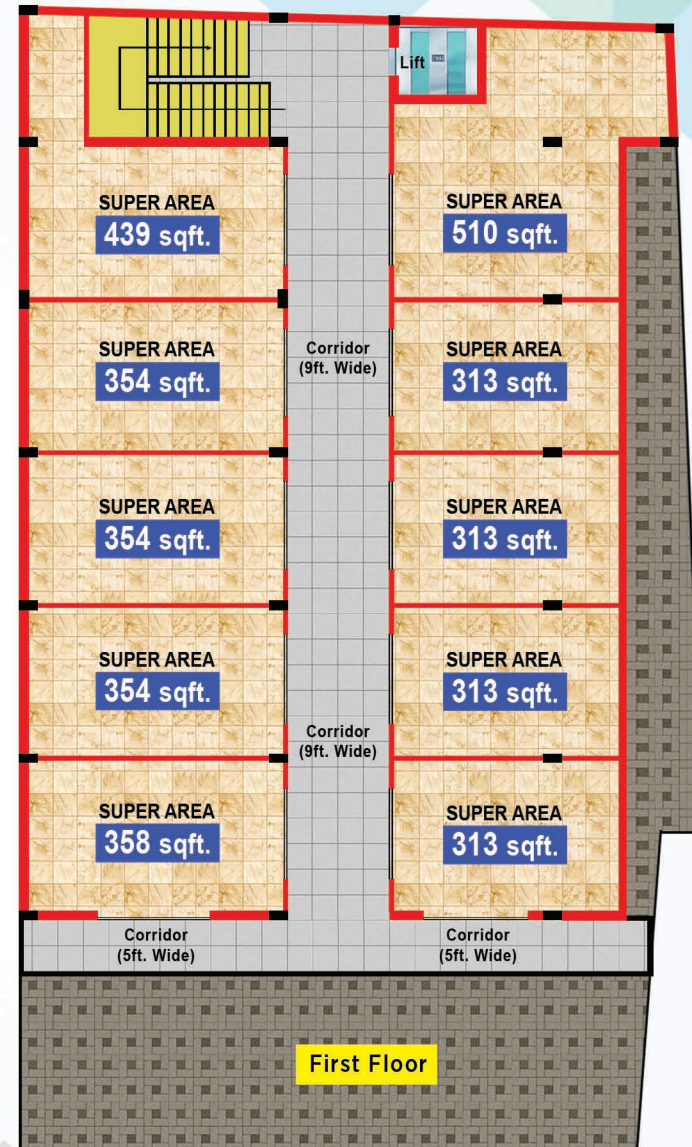 Lift
SUPER AREA
439 sqft.
SUPER AREA
510 sqft.
SUPER AREA
354 sqft.
Corridor
(9ft. Wide)
SUPER AREA
313 sqft.
SUPER AREA
354 sqft.
SUPER AREA
313 sqft.
SUPER AREA
354 sqft.
SUPER AREA
313 sqft.
Corridor
(9ft. Wide)
SUPER AREA
358 sqft.
SUPER AREA
313 sqft.
Corridor
(5ft. Wide)
Corridor
(5ft. Wide)
First Floor